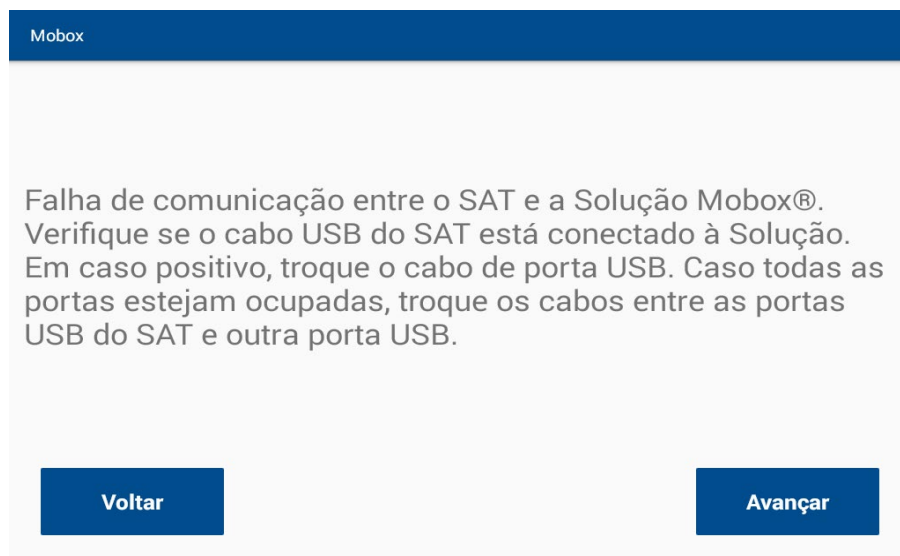 Mobox
Falha de comunicação entre o SAT e a Solução Mobox®.
Verifique se o cabo USB do SAT está conectado à Solução.
Em caso positivo, troque o cabo de porta USB. Caso todas as
portas estejam ocupadas, troque os cabos entre as portas
USB do SAT e outra porta USB.
Voltar
Avançar